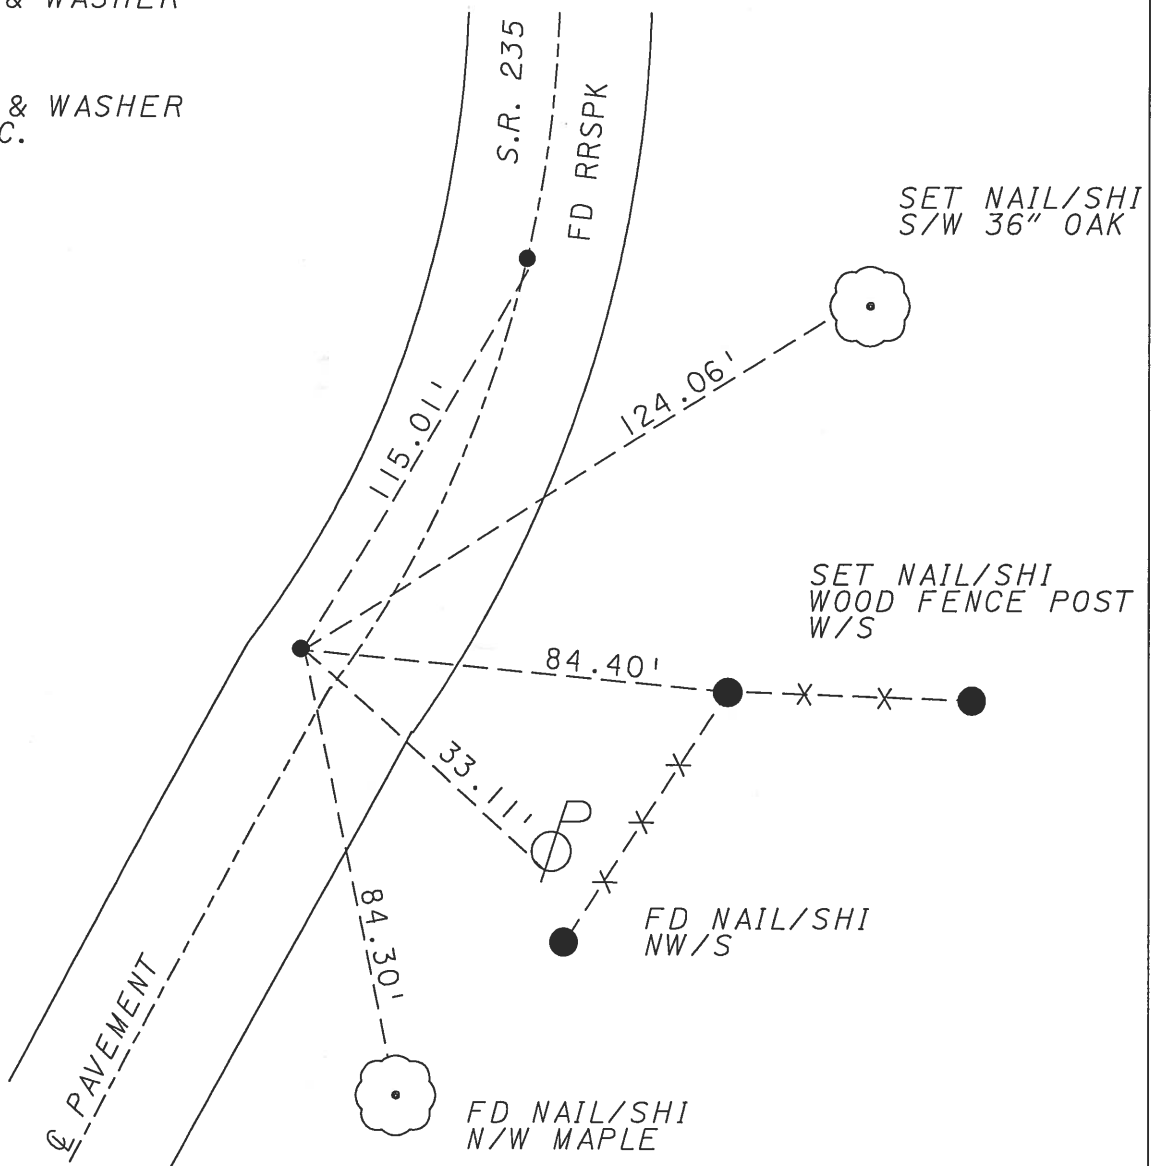 & WASHER
& WASHER
C.
S.R. 235
FD RRSPK
SET NAIL/SHI
S/W 36" OAK
124.06'
115.01'
SET NAIL/SHI
WOOD FENCE POST
W/S
84.40'
33.11'
P
FD NAIL/SHI
NW/S
84.30'
℄ PAVEMENT
FD NAIL/SHI
N/W MAPLE